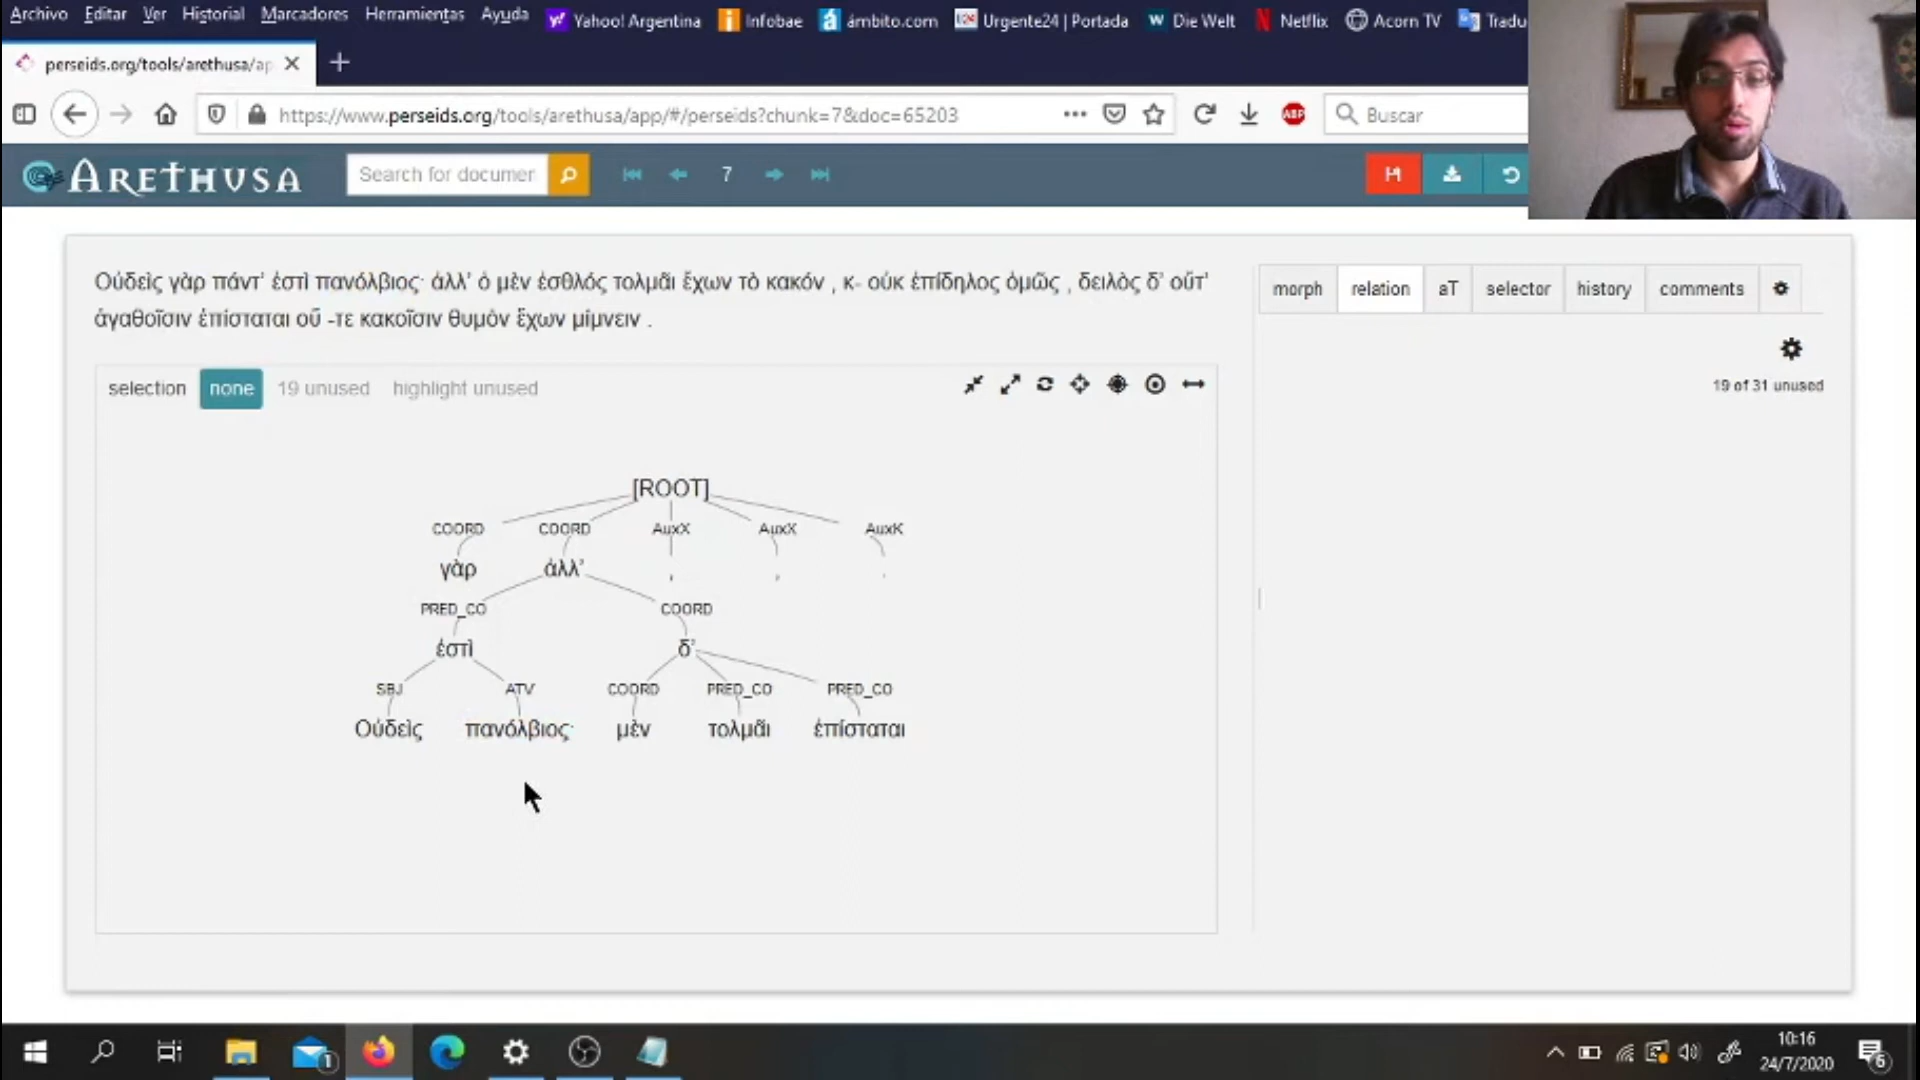 Archivo Editar Ver Historial Marcadores Herramientas Ayuda Yahoo! Argentina Infobae ámbito.com Urgente24 | Portada Die Welt Netflix Acorn TV Tradu
perseids.org/tools/arethusa/ap
https://www.perseids.org/tools/arethusa/app/#/perseids?chunk=7&doc=65203 ABP Buscar
ARETHUSA Search for documen 7
Οὐδεὶς γὰρ πάντ' ἐστὶ πανόλβιος· ἀλλ' ὁ μὲν ἐσθλός τολμᾶι ἔχων τὸ κακόν , κ- οὐκ ἐπίδηλος ὁμῶς , δειλὸς δ' οὔτ'
ἀγαθοῖσιν ἐπίσταται οὔ -τε κακοῖσιν θυμὸν ἔχων μίμνειν .
morph relation aT selector history comments
19 of 31 unused
selection none 19 unused highlight unused
[ROOT]
COORD COORD AuxX AuxX AuxK
γὰρ ἀλλ' , , .
PRED_CO COORD
ἐστὶ δ'
SBJ ATV COORD PRED_CO PRED_CO
Οὐδεὶς πανόλβιος· μὲν τολμᾶι ἐπίσταται
1
10:16
24/7/2020
6